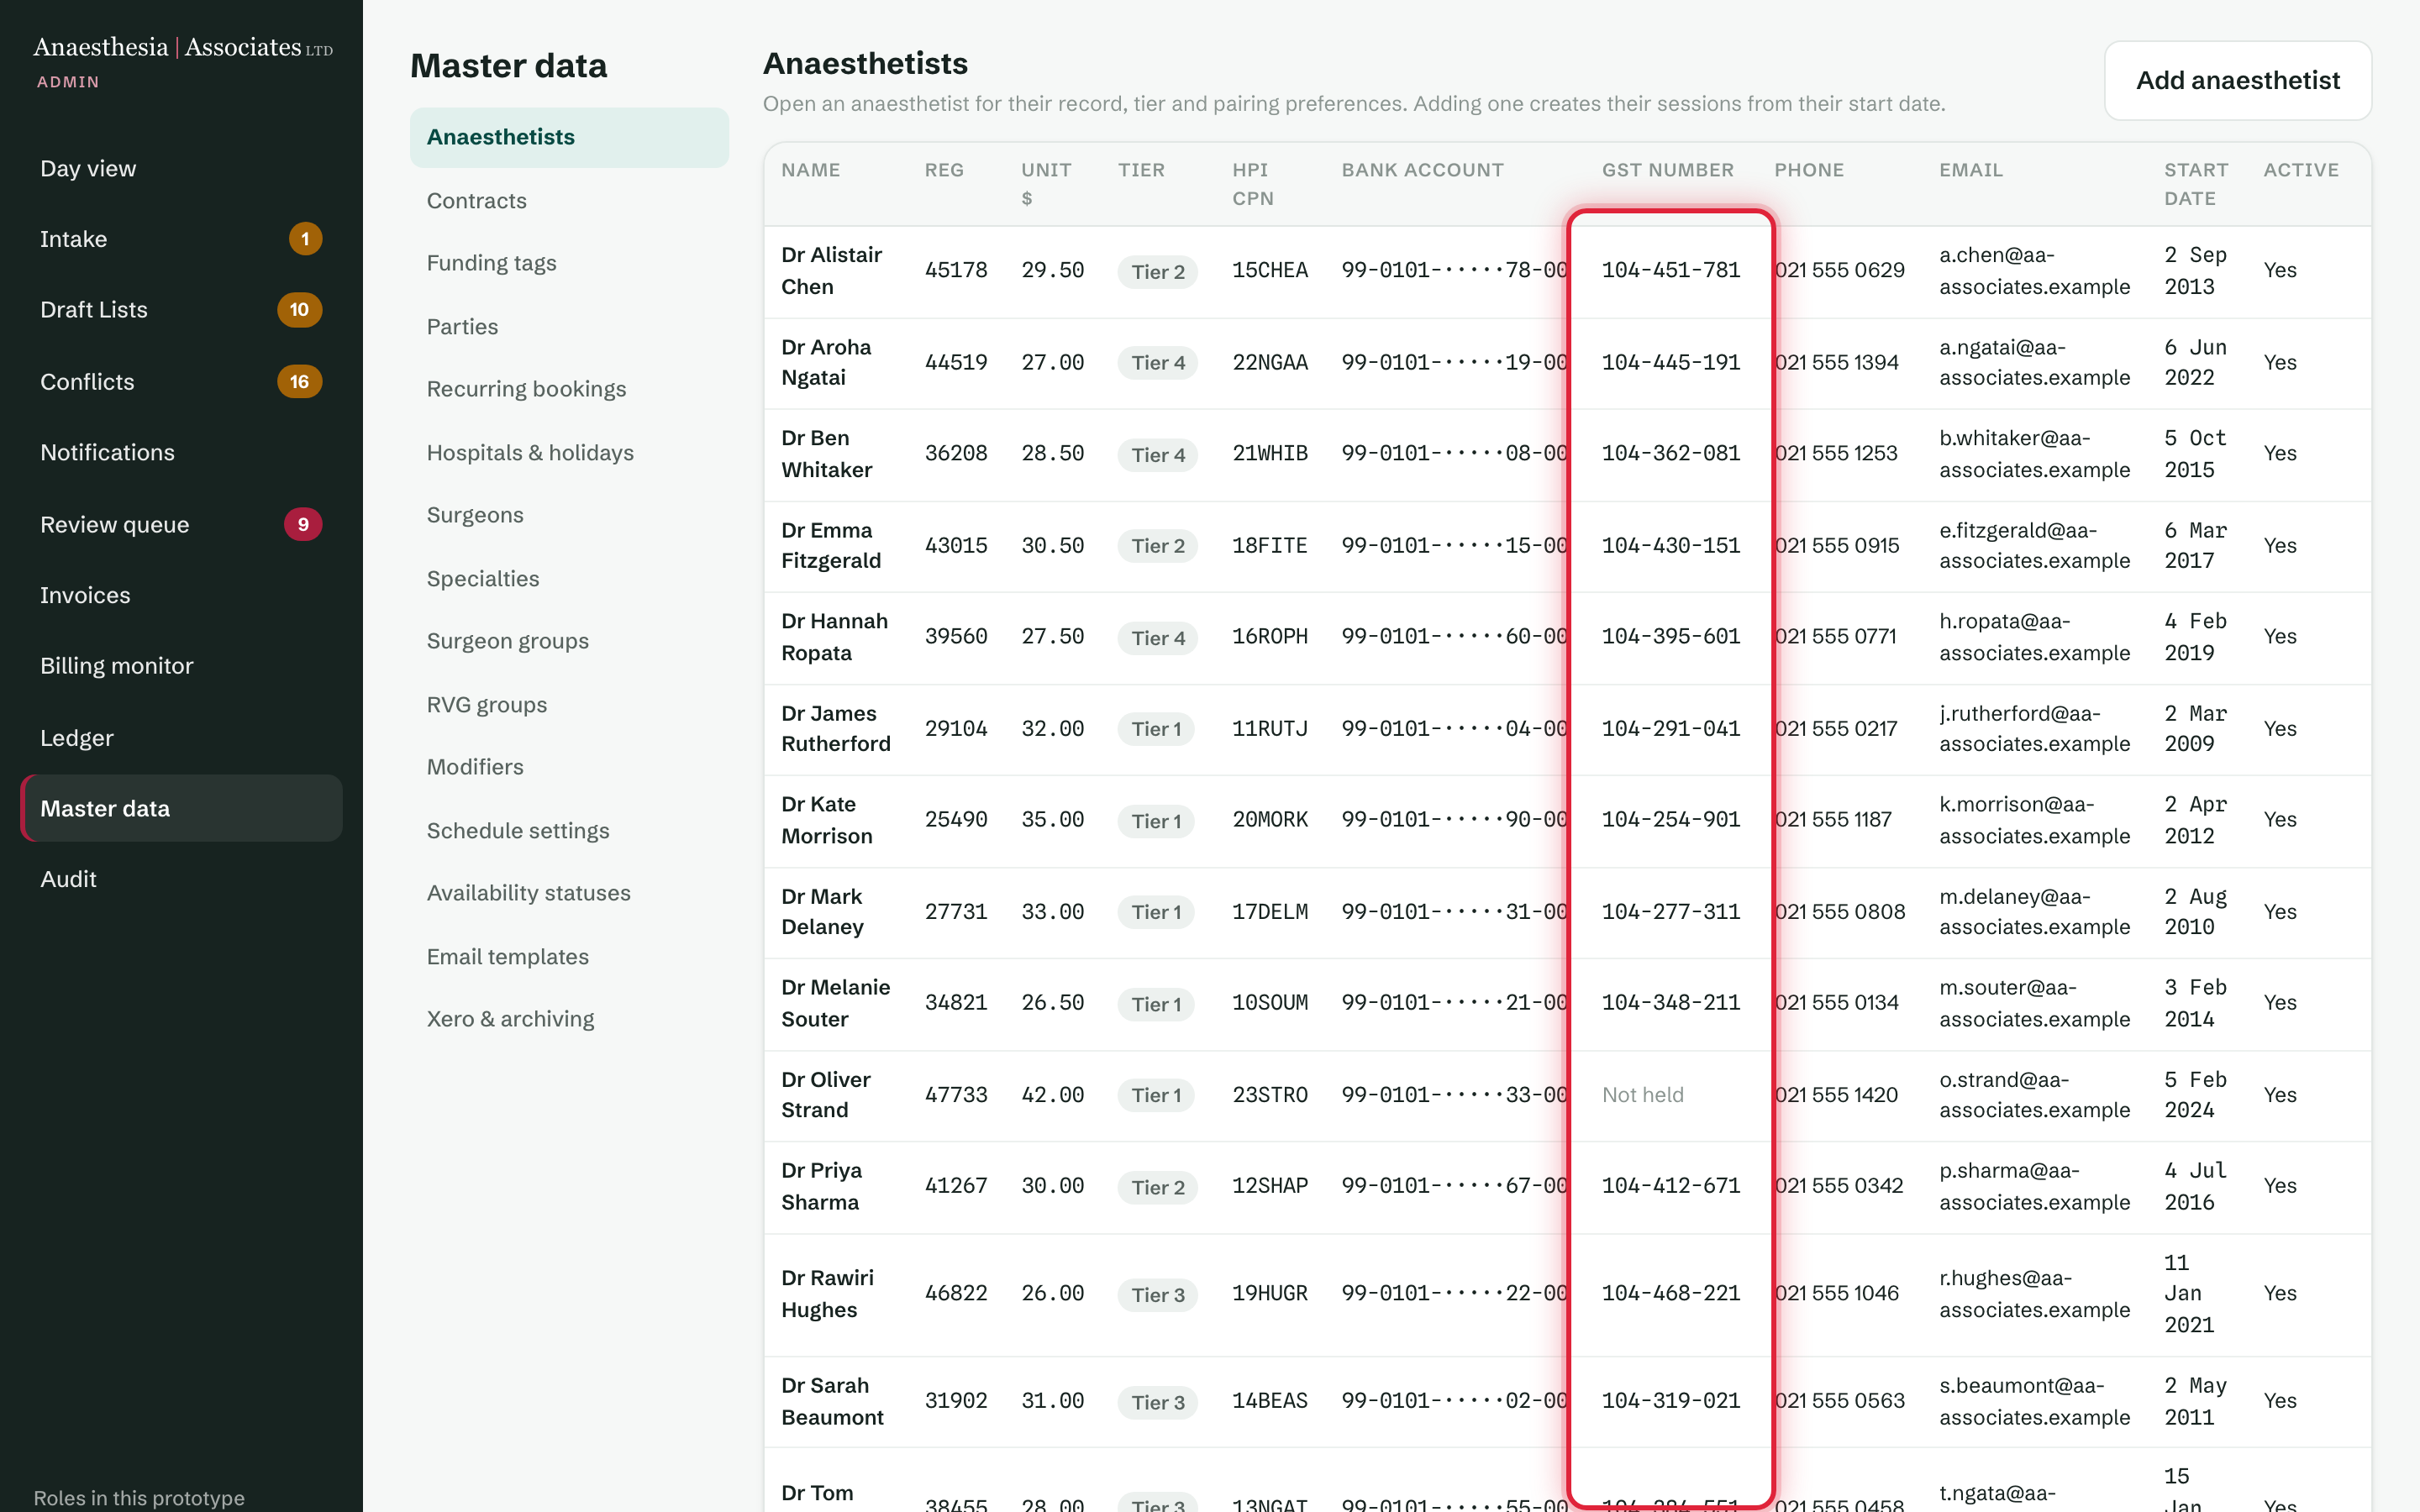 Anaesthesia | Associates LTD
ADMIN
Day view
Intake 1
Draft Lists 10
Conflicts 16
Notifications
Review queue 9
Invoices
Billing monitor
Ledger
Master data
Audit
Roles in this prototype
Master data
Anaesthetists
Contracts
Funding tags
Parties
Recurring bookings
Hospitals & holidays
Surgeons
Specialties
Surgeon groups
RVG groups
Modifiers
Schedule settings
Availability statuses
Email templates
Xero & archiving
Anaesthetists
Open an anaesthetist for their record, tier and pairing preferences. Adding one creates their sessions from their start date.
Add anaesthetist
NAME REG UNIT $ TIER HPI CPN BANK ACCOUNT GST NUMBER PHONE EMAIL START DATE ACTIVE
Dr Alistair Chen 45178 29.50 Tier 2 15CHEA 99-0101-·····78-00 104-451-781 021 555 0629 a.chen@aa-associates.example 2 Sep 2013 Yes
Dr Aroha Ngatai 44519 27.00 Tier 4 22NGAA 99-0101-·····19-00 104-445-191 021 555 1394 a.ngatai@aa-associates.example 6 Jun 2022 Yes
Dr Ben Whitaker 36208 28.50 Tier 4 21WHIB 99-0101-·····08-00 104-362-081 021 555 1253 b.whitaker@aa-associates.example 5 Oct 2015 Yes
Dr Emma Fitzgerald 43015 30.50 Tier 2 18FITE 99-0101-·····15-00 104-430-151 021 555 0915 e.fitzgerald@aa-associates.example 6 Mar 2017 Yes
Dr Hannah Ropata 39560 27.50 Tier 4 16ROPH 99-0101-·····60-00 104-395-601 021 555 0771 h.ropata@aa-associates.example 4 Feb 2019 Yes
Dr James Rutherford 29104 32.00 Tier 1 11RUTJ 99-0101-·····04-00 104-291-041 021 555 0217 j.rutherford@aa-associates.example 2 Mar 2009 Yes
Dr Kate Morrison 25490 35.00 Tier 1 20MORK 99-0101-·····90-00 104-254-901 021 555 1187 k.morrison@aa-associates.example 2 Apr 2012 Yes
Dr Mark Delaney 27731 33.00 Tier 1 17DELM 99-0101-·····31-00 104-277-311 021 555 0808 m.delaney@aa-associates.example 2 Aug 2010 Yes
Dr Melanie Souter 34821 26.50 Tier 1 10SOUM 99-0101-·····21-00 104-348-211 021 555 0134 m.souter@aa-associates.example 3 Feb 2014 Yes
Dr Oliver Strand 47733 42.00 Tier 1 23STRO 99-0101-·····33-00 Not held 021 555 1420 o.strand@aa-associates.example 5 Feb 2024 Yes
Dr Priya Sharma 41267 30.00 Tier 2 12SHAP 99-0101-·····67-00 104-412-671 021 555 0342 p.sharma@aa-associates.example 4 Jul 2016 Yes
Dr Rawiri Hughes 46822 26.00 Tier 3 19HUGR 99-0101-·····22-00 104-468-221 021 555 1046 r.hughes@aa-associates.example 11 Jan 2021 Yes
Dr Sarah Beaumont 31902 31.00 Tier 3 14BEAS 99-0101-·····02-00 104-319-021 021 555 0563 s.beaumont@aa-associates.example 2 May 2011 Yes
Dr Tom 38455 28.00 Tier 3 13NGAT 99-0101-·····55-00 021 555 0458 t.ngata@aa- 15 Jan Yes